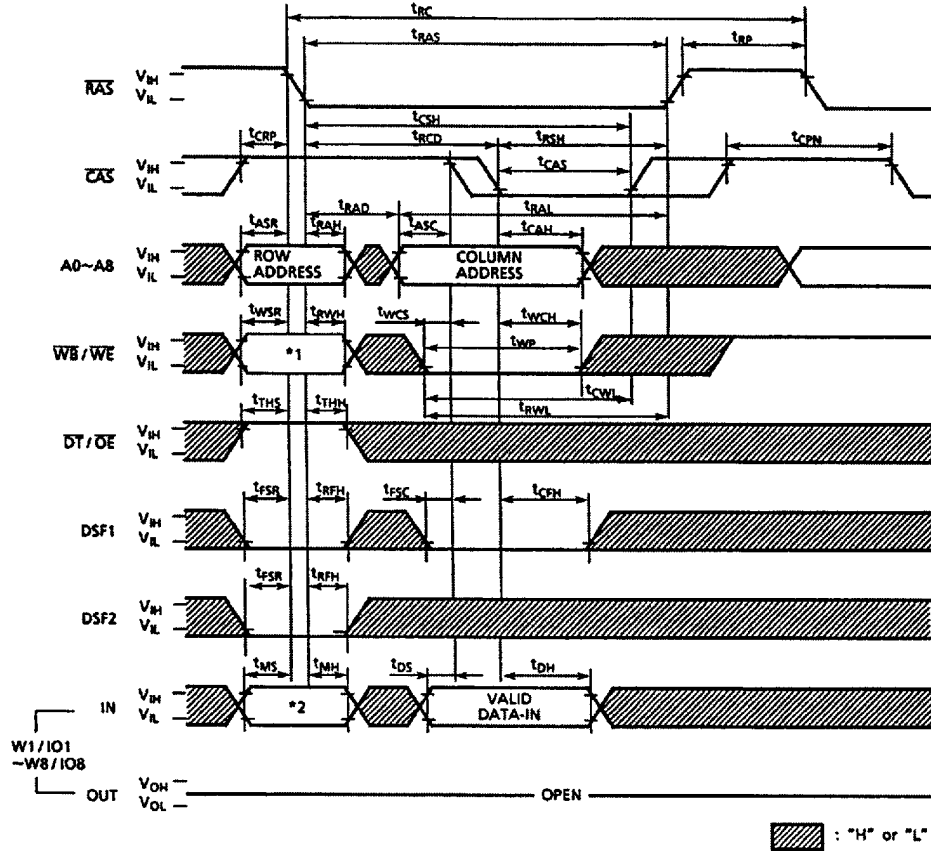 tRC
tRAS tRP
RAS VIH VIL
tCSH
tCRP tRCD tRSH tCPN
CAS VIH VIL tCAS
tRAD tRAL
tASR tRAH tASC tCAH
A0~A8 VIH VIL ROW ADDRESS COLUMN ADDRESS
tWSR tRWH tWCS tWCH
WB/WE VIH VIL *1 tWP
tCWL
tRWL
tTHS tTHH
DT/OE VIH VIL
tFSR tRFH tFSC tCFH
DSF1 VIH VIL
tFSR tRFH
DSF2 VIH VIL
tMS tMH tDS tDH
IN VIH VIL *2 VALID DATA-IN
W1/IO1
~W8/IO8
OUT VOH VOL OPEN
: "H" or "L"